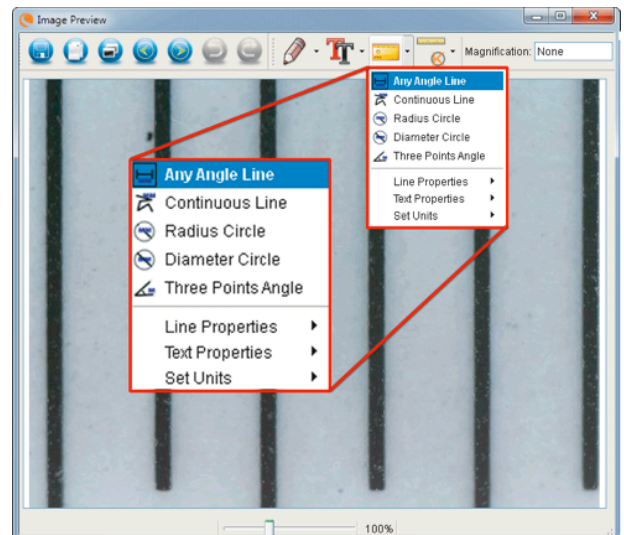 Image Preview
Magnification: None
Any Angle Line
Continuous Line
Radius Circle
Diameter Circle
Three Points Angle
Line Properties
Text Properties
Set Units
Any Angle Line
Continuous Line
Radius Circle
Diameter Circle
Three Points Angle
Line Properties
Text Properties
Set Units
100%